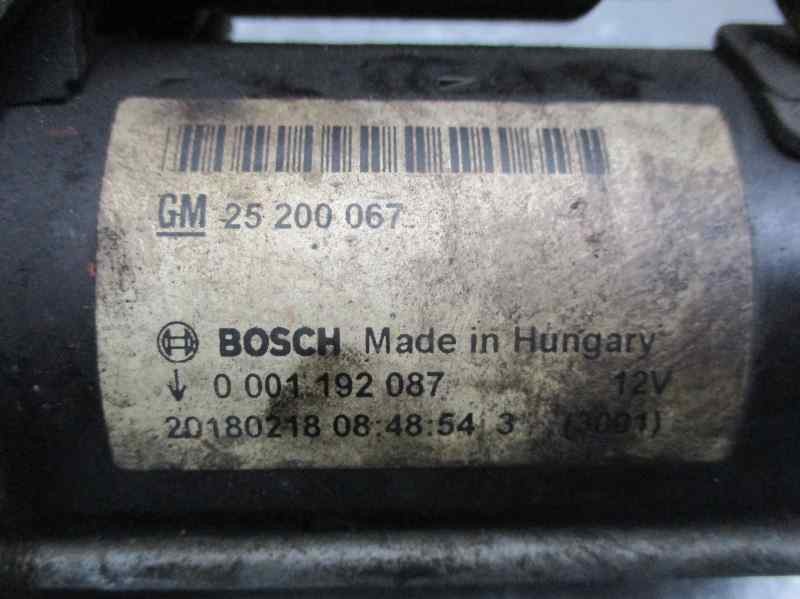 GM 25 200 067
BOSCH Made in Hungary
0 001 192 087 12V
20180218 08:48:54 3 (3001)